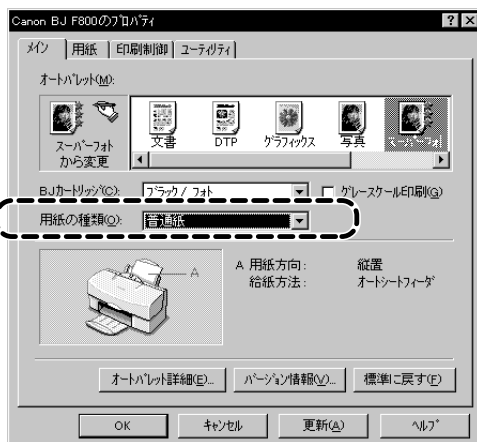 Canon BJ F800のﾌﾟﾛﾊﾟﾃｨ
ﾒｲﾝ 用紙 印刷制御 ﾕｰﾃｨﾘﾃｨ
ｵｰﾄﾊﾟﾚｯﾄ(M):
ｽｰﾊﾟｰﾌｫﾄ
から変更
文書 DTP ｸﾞﾗﾌｨｯｸｽ 写真 ｽｰﾊﾟｰﾌｫﾄ
BJｶｰﾄﾘｯｼﾞ(C): ﾌﾞﾗｯｸ / ﾌｫﾄ ｸﾞﾚｰｽｹｰﾙ印刷(G)
用紙の種類(O): 普通紙
A
A 用紙方向: 縦置
給紙方法: ｵｰﾄｼｰﾄﾌｨｰﾀﾞ
ｵｰﾄﾊﾟﾚｯﾄ詳細(E)... ﾊﾞｰｼﾞｮﾝ情報(V)... 標準に戻す(F)
OK ｷｬﾝｾﾙ 更新(A) ﾍﾙﾌﾟ